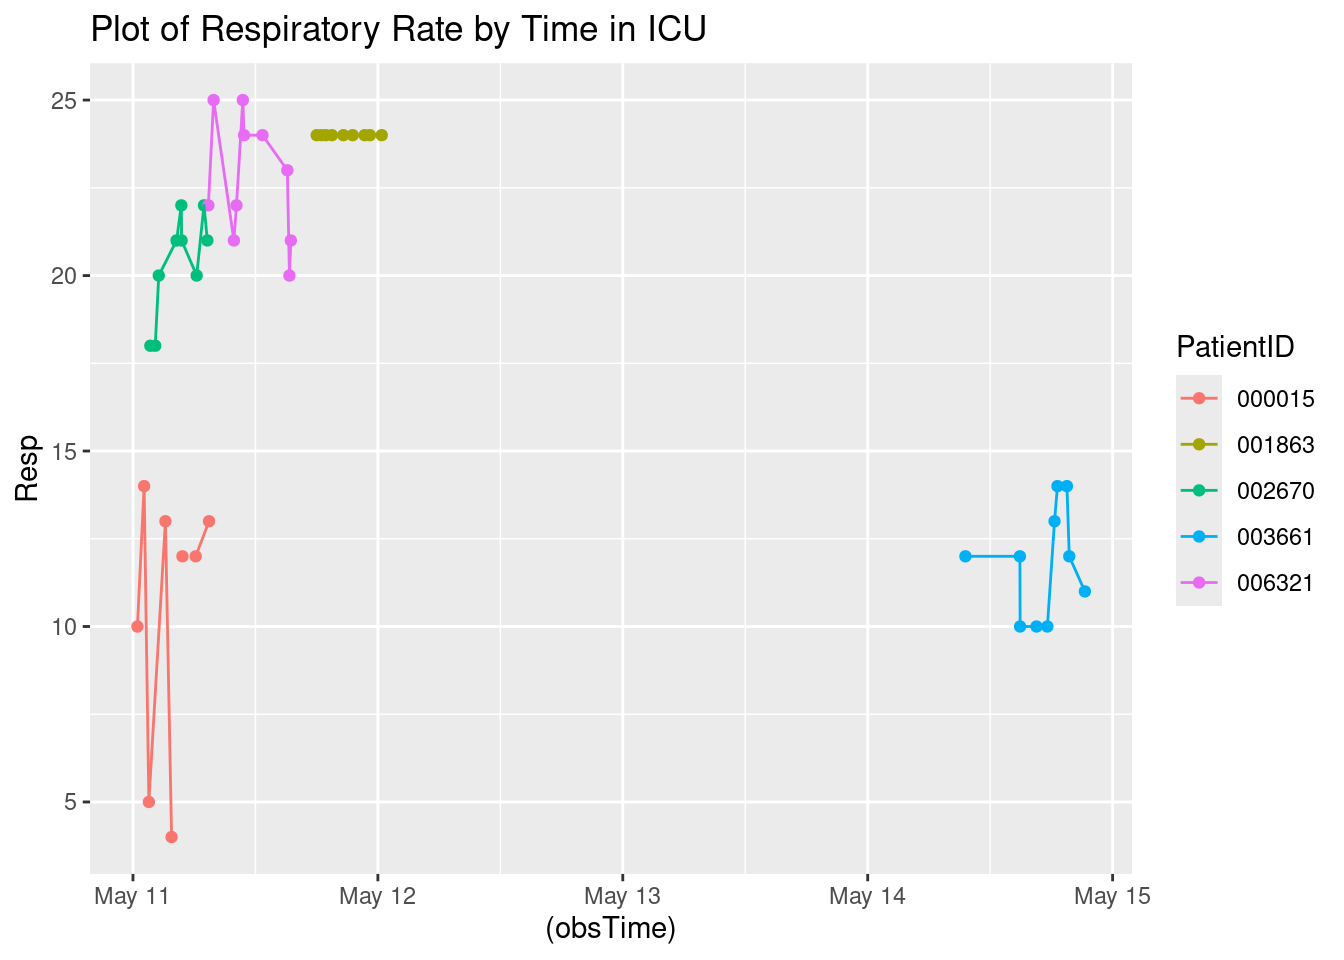 Plot of Respiratory Rate by Time in ICU
25
20
15
10
5
Resp
May 11 May 12 May 13 May 14 May 15
(obsTime)
PatientID
000015
001863
002670
003661
006321